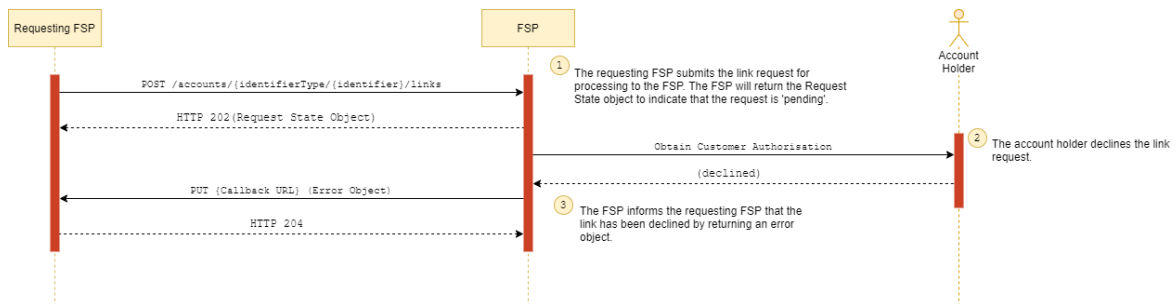 Requesting FSP
FSP
Account
Holder
1
The requesting FSP submits the link request for
processing to the FSP. The FSP will return the Request
State object to indicate that the request is 'pending'.
POST /accounts/{identifierType/{identifier}/links
HTTP 202(Request State Object)
2
The account holder declines the link
request.
Obtain Customer Authorisation
(declined)
PUT {Callback URL} (Error Object)
3
The FSP informs the requesting FSP that the
link has been declined by returning an error
object.
HTTP 204